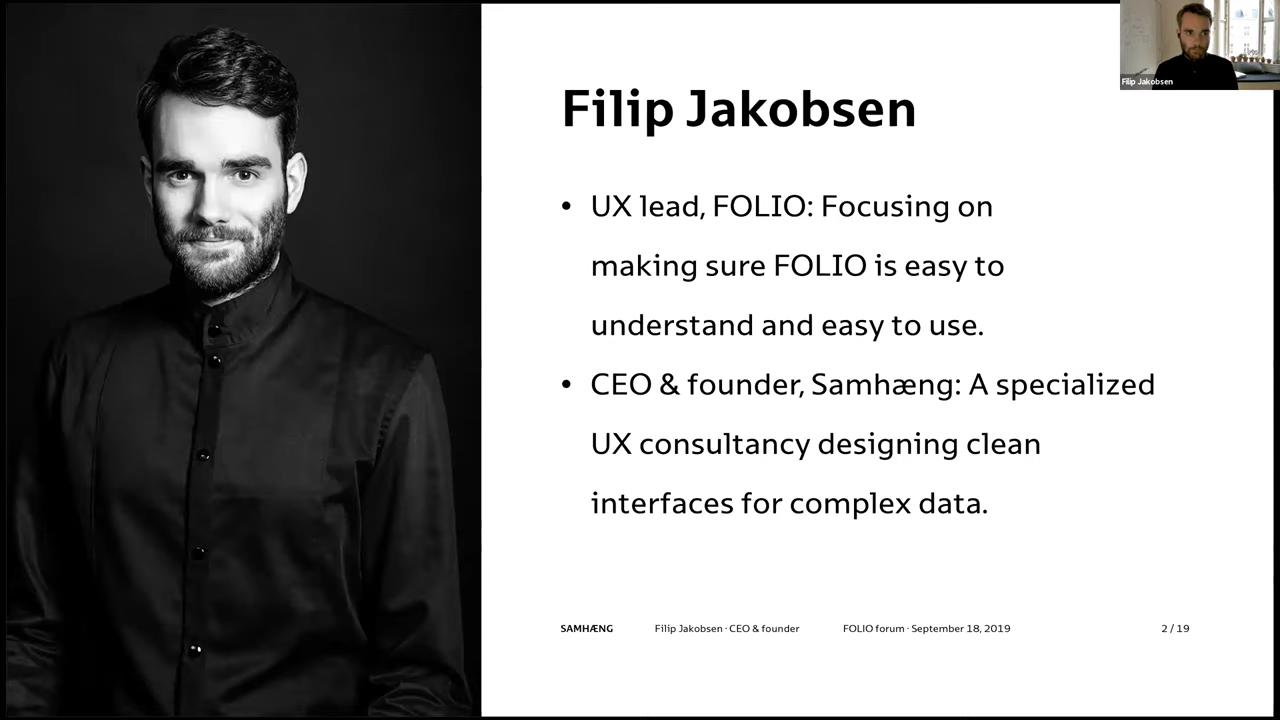 Filip Jakobsen
Filip Jakobsen
• UX lead, FOLIO: Focusing on
making sure FOLIO is easy to
understand and easy to use.
• CEO & founder, Samhæng: A specialized
UX consultancy designing clean
interfaces for complex data.
SAMHÆNG Filip Jakobsen · CEO & founder FOLIO forum · September 18, 2019 2 / 19